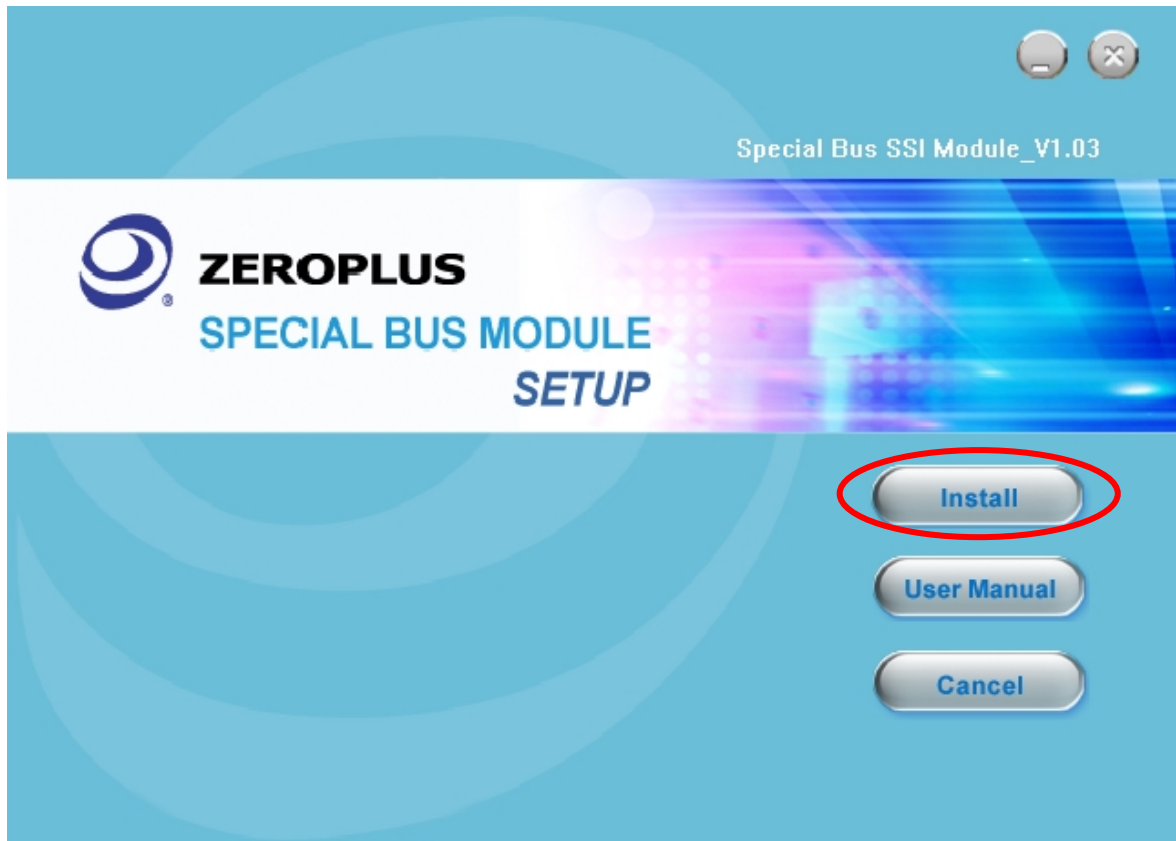 Special Bus SSI Module_V1.03
ZEROPLUS
®
SPECIAL BUS MODULE
SETUP
Install
User Manual
Cancel